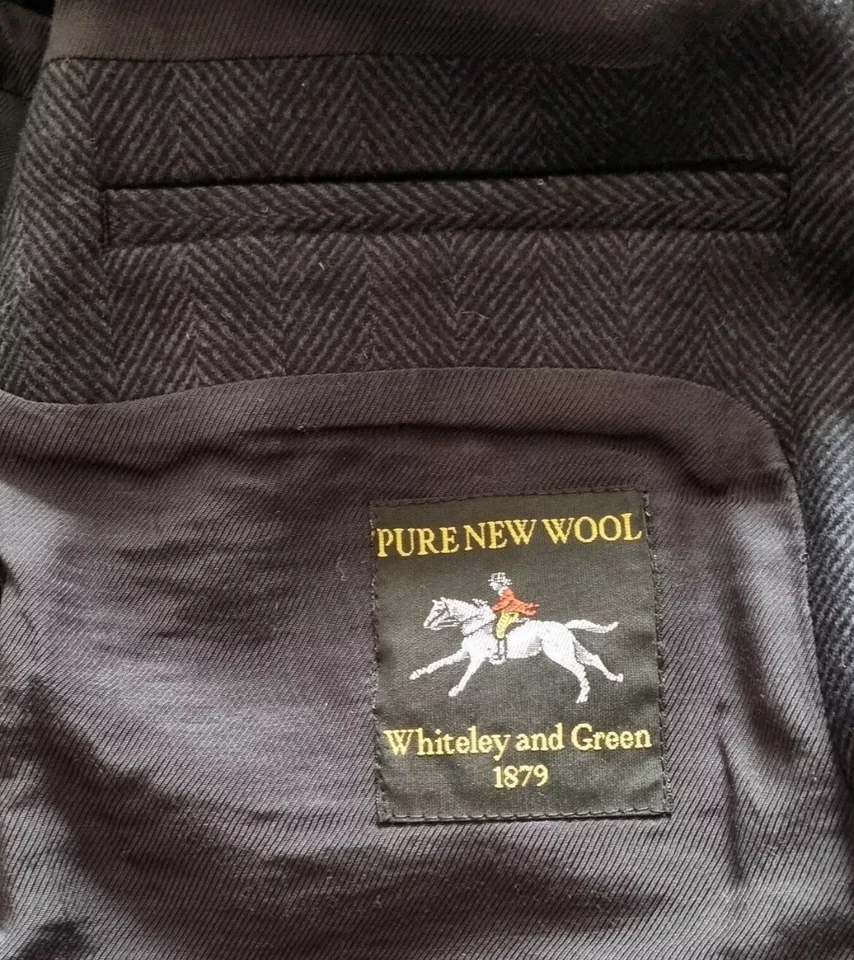 PURE NEW WOOL
Whiteley and Green
1879